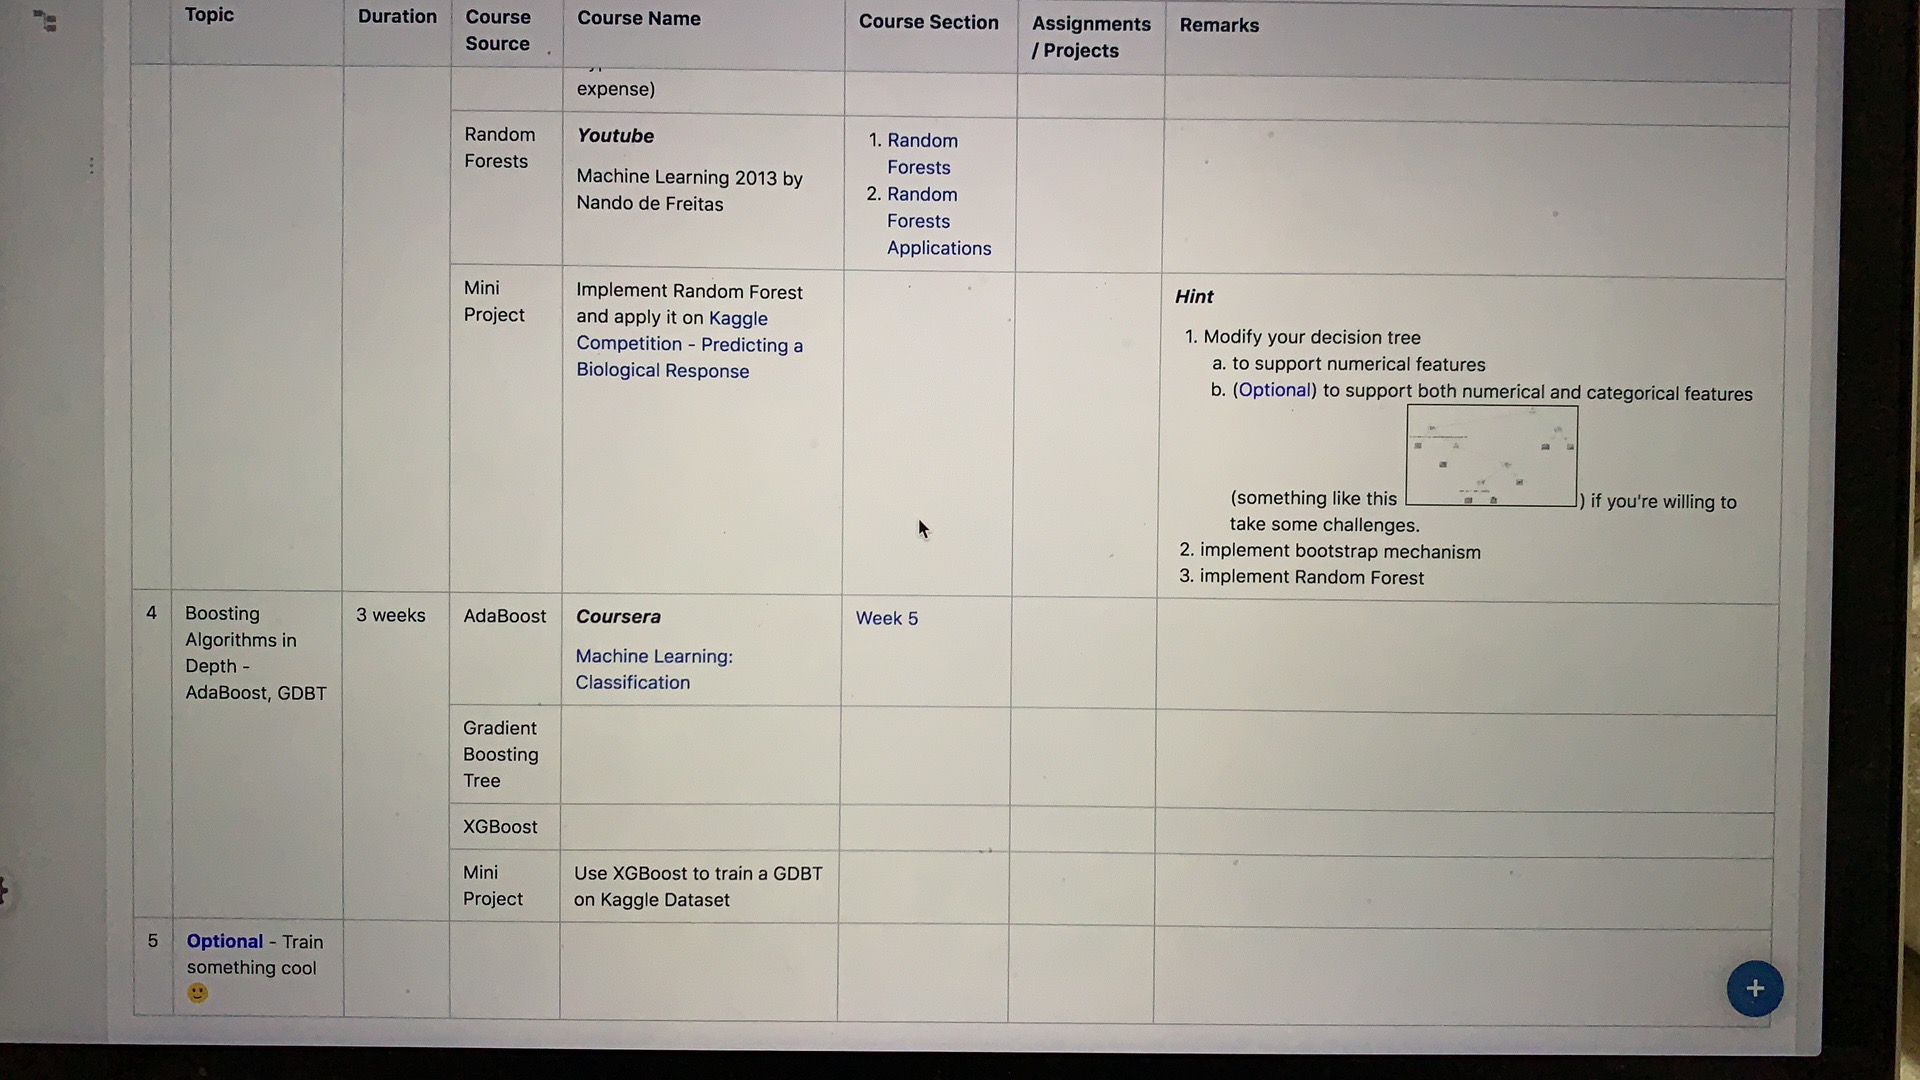 Topic
Duration
Course
Source
Course Name
Course Section
Assignments
/ Projects
Remarks
expense)
Random
Forests
Youtube
Machine Learning 2013 by
Nando de Freitas
1. Random
Forests
2. Random
Forests
Applications
Mini
Project
Implement Random Forest
and apply it on Kaggle
Competition - Predicting a
Biological Response
Hint
1. Modify your decision tree
a. to support numerical features
b. (Optional) to support both numerical and categorical features
(something like this ) if you're willing to
take some challenges.
2. implement bootstrap mechanism
3. implement Random Forest
4
Boosting
Algorithms in
Depth -
AdaBoost, GDBT
3 weeks
AdaBoost
Coursera
Machine Learning:
Classification
Week 5
Gradient
Boosting
Tree
XGBoost
Mini
Project
Use XGBoost to train a GDBT
on Kaggle Dataset
5
Optional - Train
something cool
🙂
+